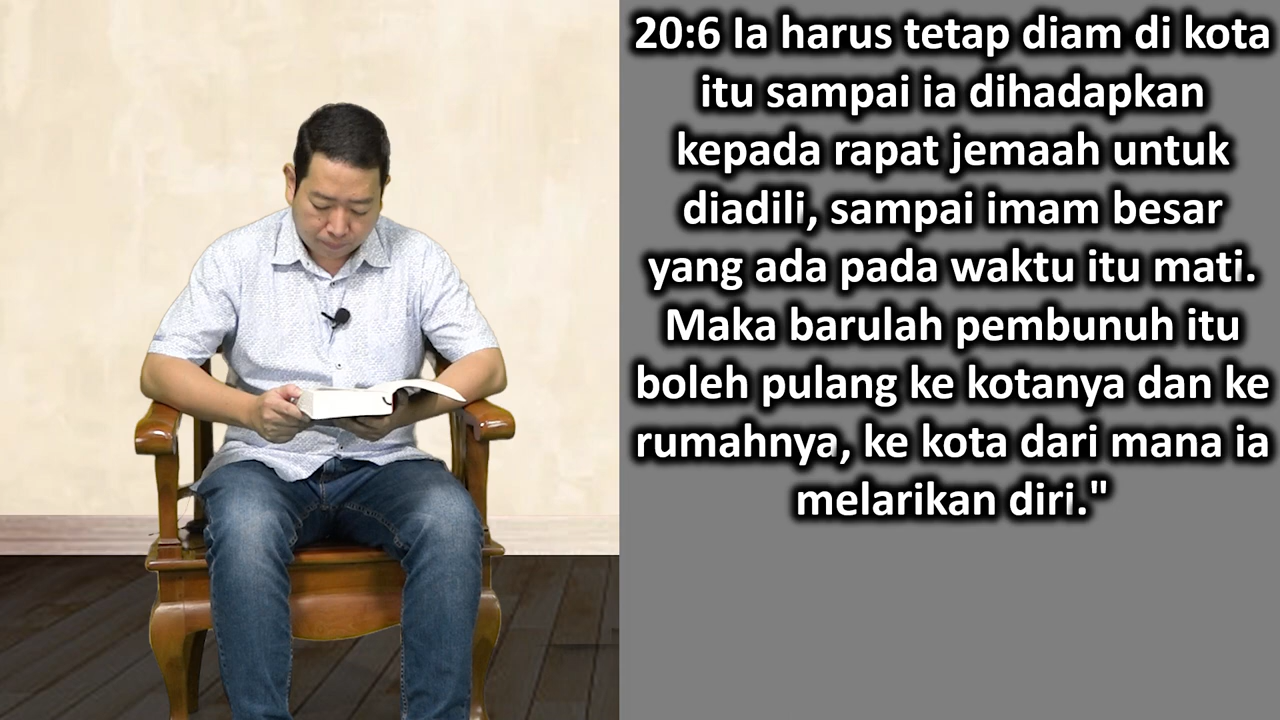 20:6 Ia harus tetap diam di kota
itu sampai ia dihadapkan
kepada rapat jemaah untuk
diadili, sampai imam besar
yang ada pada waktu itu mati.
Maka barulah pembunuh itu
boleh pulang ke kotanya dan ke
rumahnya, ke kota dari mana ia
melarikan diri."